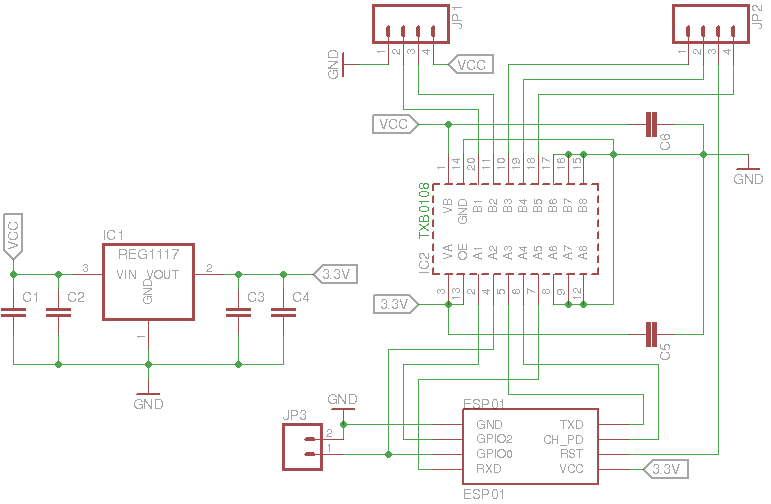 JP1
JP2
1 2 3 4
1 2 3 4
GND
VCC
VCC
C6
1 14 20 11 10 19 18 17 16 15
GND
VB GND B1 B2 B3 B4 B5 B6 B7 B8
TXB0108
IC2
VA OE A1 A2 A3 A4 A5 A6 A7 A8
3 13 2 4 5 6 7 8 9 12
VCC
IC1
REG1117
3 VIN VOUT 2
GND
1
3.3V
3.3V
C1 C2 C3 C4
C5
GND
GND
JP3
2
1
ESP01
GND TXD
GPIO2 CH_PD
GPIO0 RST
RXD VCC
3.3V
ESP01